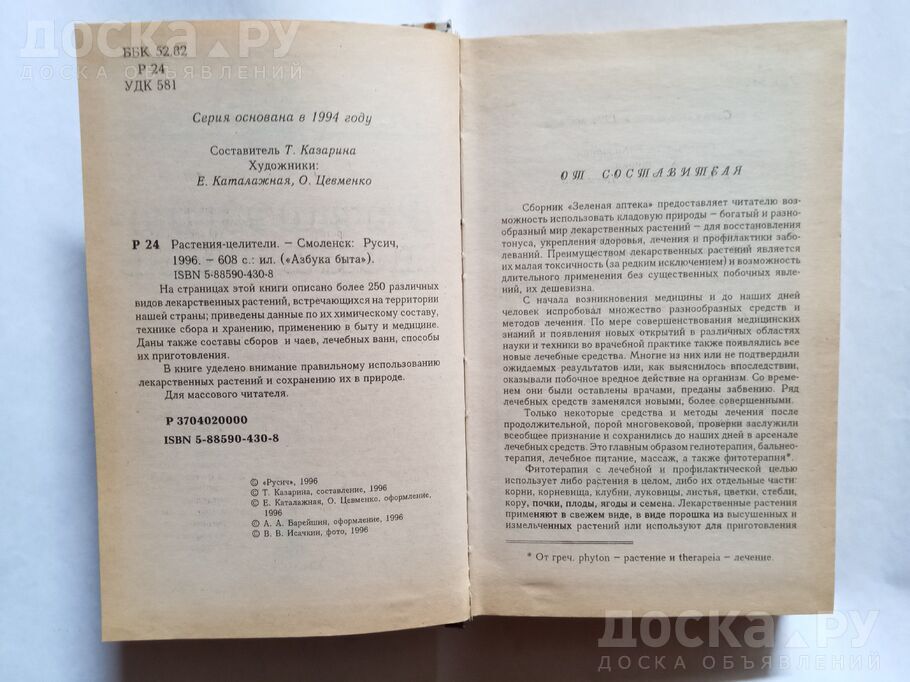 ДОСКА.РУ
ДОСКА ОБЪЯВЛЕНИЙ
ББК 52.82
Р 24
УДК 581
Серия основана в 1994 году
Составитель Т. Казарина
Художники:
Е. Каталажная, О. Цевменко
Р 24 Растения-целители. – Смоленск: Русич,
1996. – 608 с.: ил. («Азбука быта»).
ISBN 5-88590-430-8
На страницах этой книги описано более 250 различных
видов лекарственных растений, встречающихся на территории
нашей страны; приведены данные по их химическому составу,
технике сбора и хранению, применению в быту и медицине.
Даны также составы сборов и чаев, лечебных ванн, способы
их приготовления.
В книге уделено внимание правильному использованию
лекарственных растений и сохранению их в природе.
Для массового читателя.
Р 3704020000
ISBN 5-88590-430-8
© «Русич», 1996
© Т. Казарина, составление, 1996
© Е. Каталажная, О. Цевменко, оформление,
1996
© А. А. Варейшин, оформление, 1996
© В. В. Исачкин, фото, 1996
ОТ СОСТАВИТЕЛЯ
Сборник «Зеленая аптека» предоставляет читателю воз-
можность использовать кладовую природы – богатый и разно-
образный мир лекарственных растений – для восстановления
тонуса, укрепления здоровья, лечения и профилактики забо-
леваний. Преимуществом лекарственных растений является
их малая токсичность (за редким исключением) и возможность
длительного применения без существенных побочных явле-
ний, их дешевизна.
С начала возникновения медицины и до наших дней
человек испробовал множество разнообразных средств и
методов лечения. По мере совершенствования медицинских
знаний и появления новых открытий в различных областях
науки и техники во врачебной практике также появлялись все
новые лечебные средства. Многие из них или не подтвердили
ожидаемых результатов или, как выяснилось впоследствии,
оказывали побочное вредное действие на организм. Со вре-
менем они были оставлены врачами, преданы забвению. Ряд
лечебных средств заменялся новыми, более совершенными.
Только некоторые средства и методы лечения после
продолжительной, порой многовековой, проверки заслужили
всеобщее признание и сохранились до наших дней в арсенале
лечебных средств. Это главным образом гелиотерапия, бальнео-
терапия, лечебное питание, массаж, а также фитотерапия*.
Фитотерапия с лечебной и профилактической целью
использует либо растения в целом, либо их отдельные части:
корни, корневища, клубни, луковицы, листья, цветки, стебли,
кору, почки, плоды, ягоды и семена. Лекарственные растения
применяют в свежем виде, в виде порошка из высушенных и
измельченных растений или используют для приготовления
* От греч. phyton – растение и therapeia – лечение.
ДОСКА.РУ
ДОСКА ОБЪЯВЛЕНИЙ